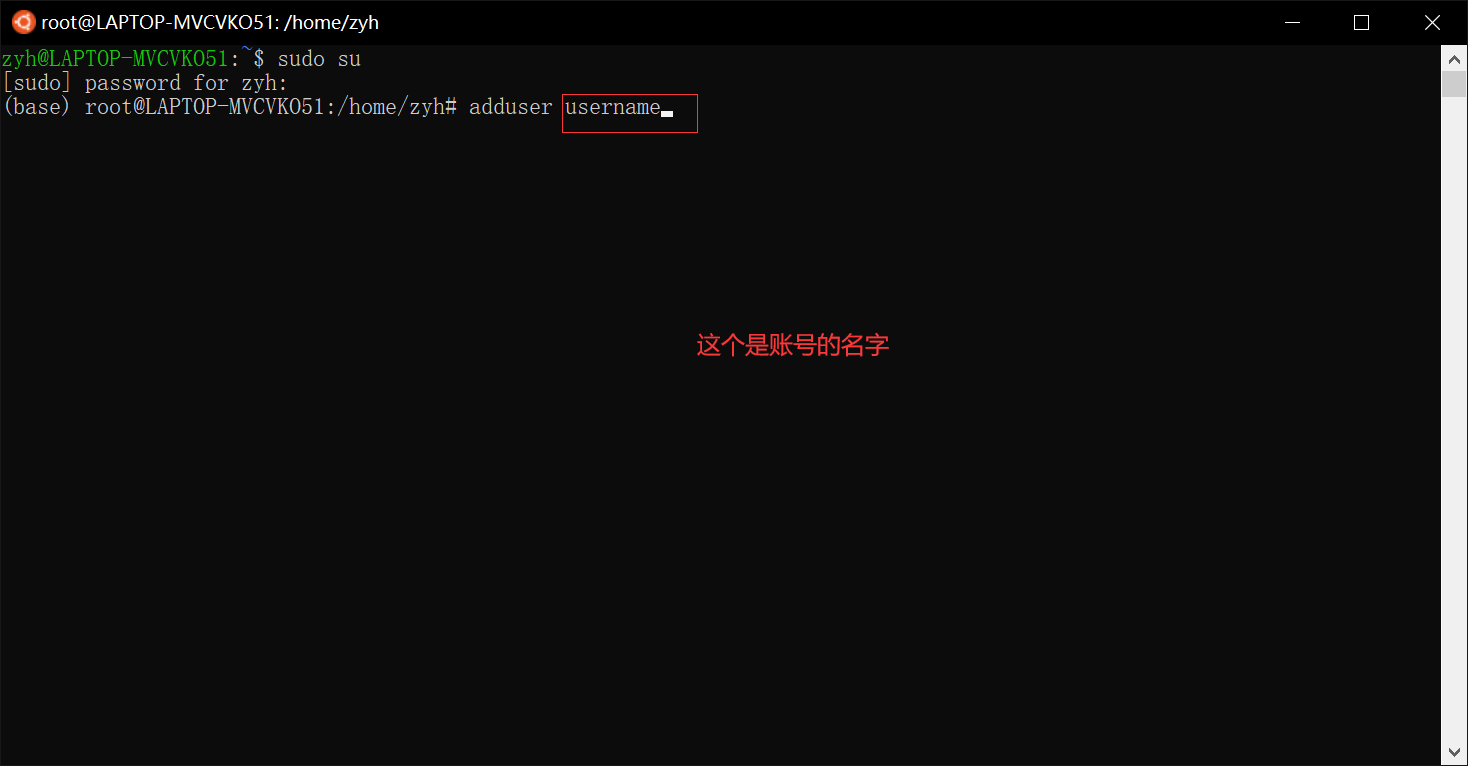 root@LAPTOP-MVCVKO51: /home/zyh
zyh@LAPTOP-MVCVKO51:~$ sudo su
[sudo] password for zyh:
(base) root@LAPTOP-MVCVKO51:/home/zyh# adduser username
这个是账号的名字